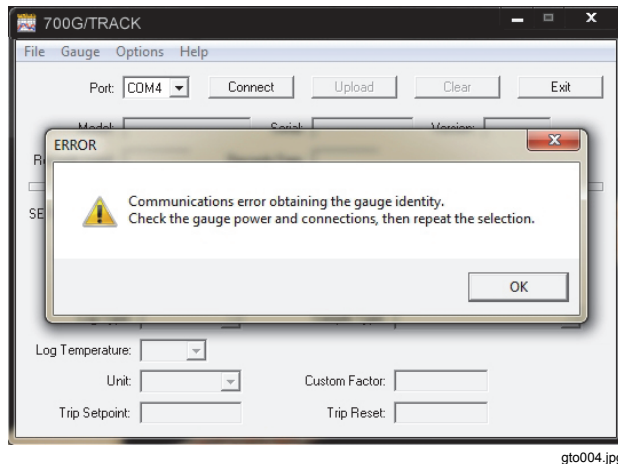 700G/TRACK
File Gauge Options Help
Port: COM4 Connect Upload Clear Exit
Model: Serial: Version:
ERROR
Communications error obtaining the gauge identity.
Check the gauge power and connections, then repeat the selection.
OK
Log Temperature:
Unit: Custom Factor:
Trip Setpoint: Trip Reset:
gto004.jpg